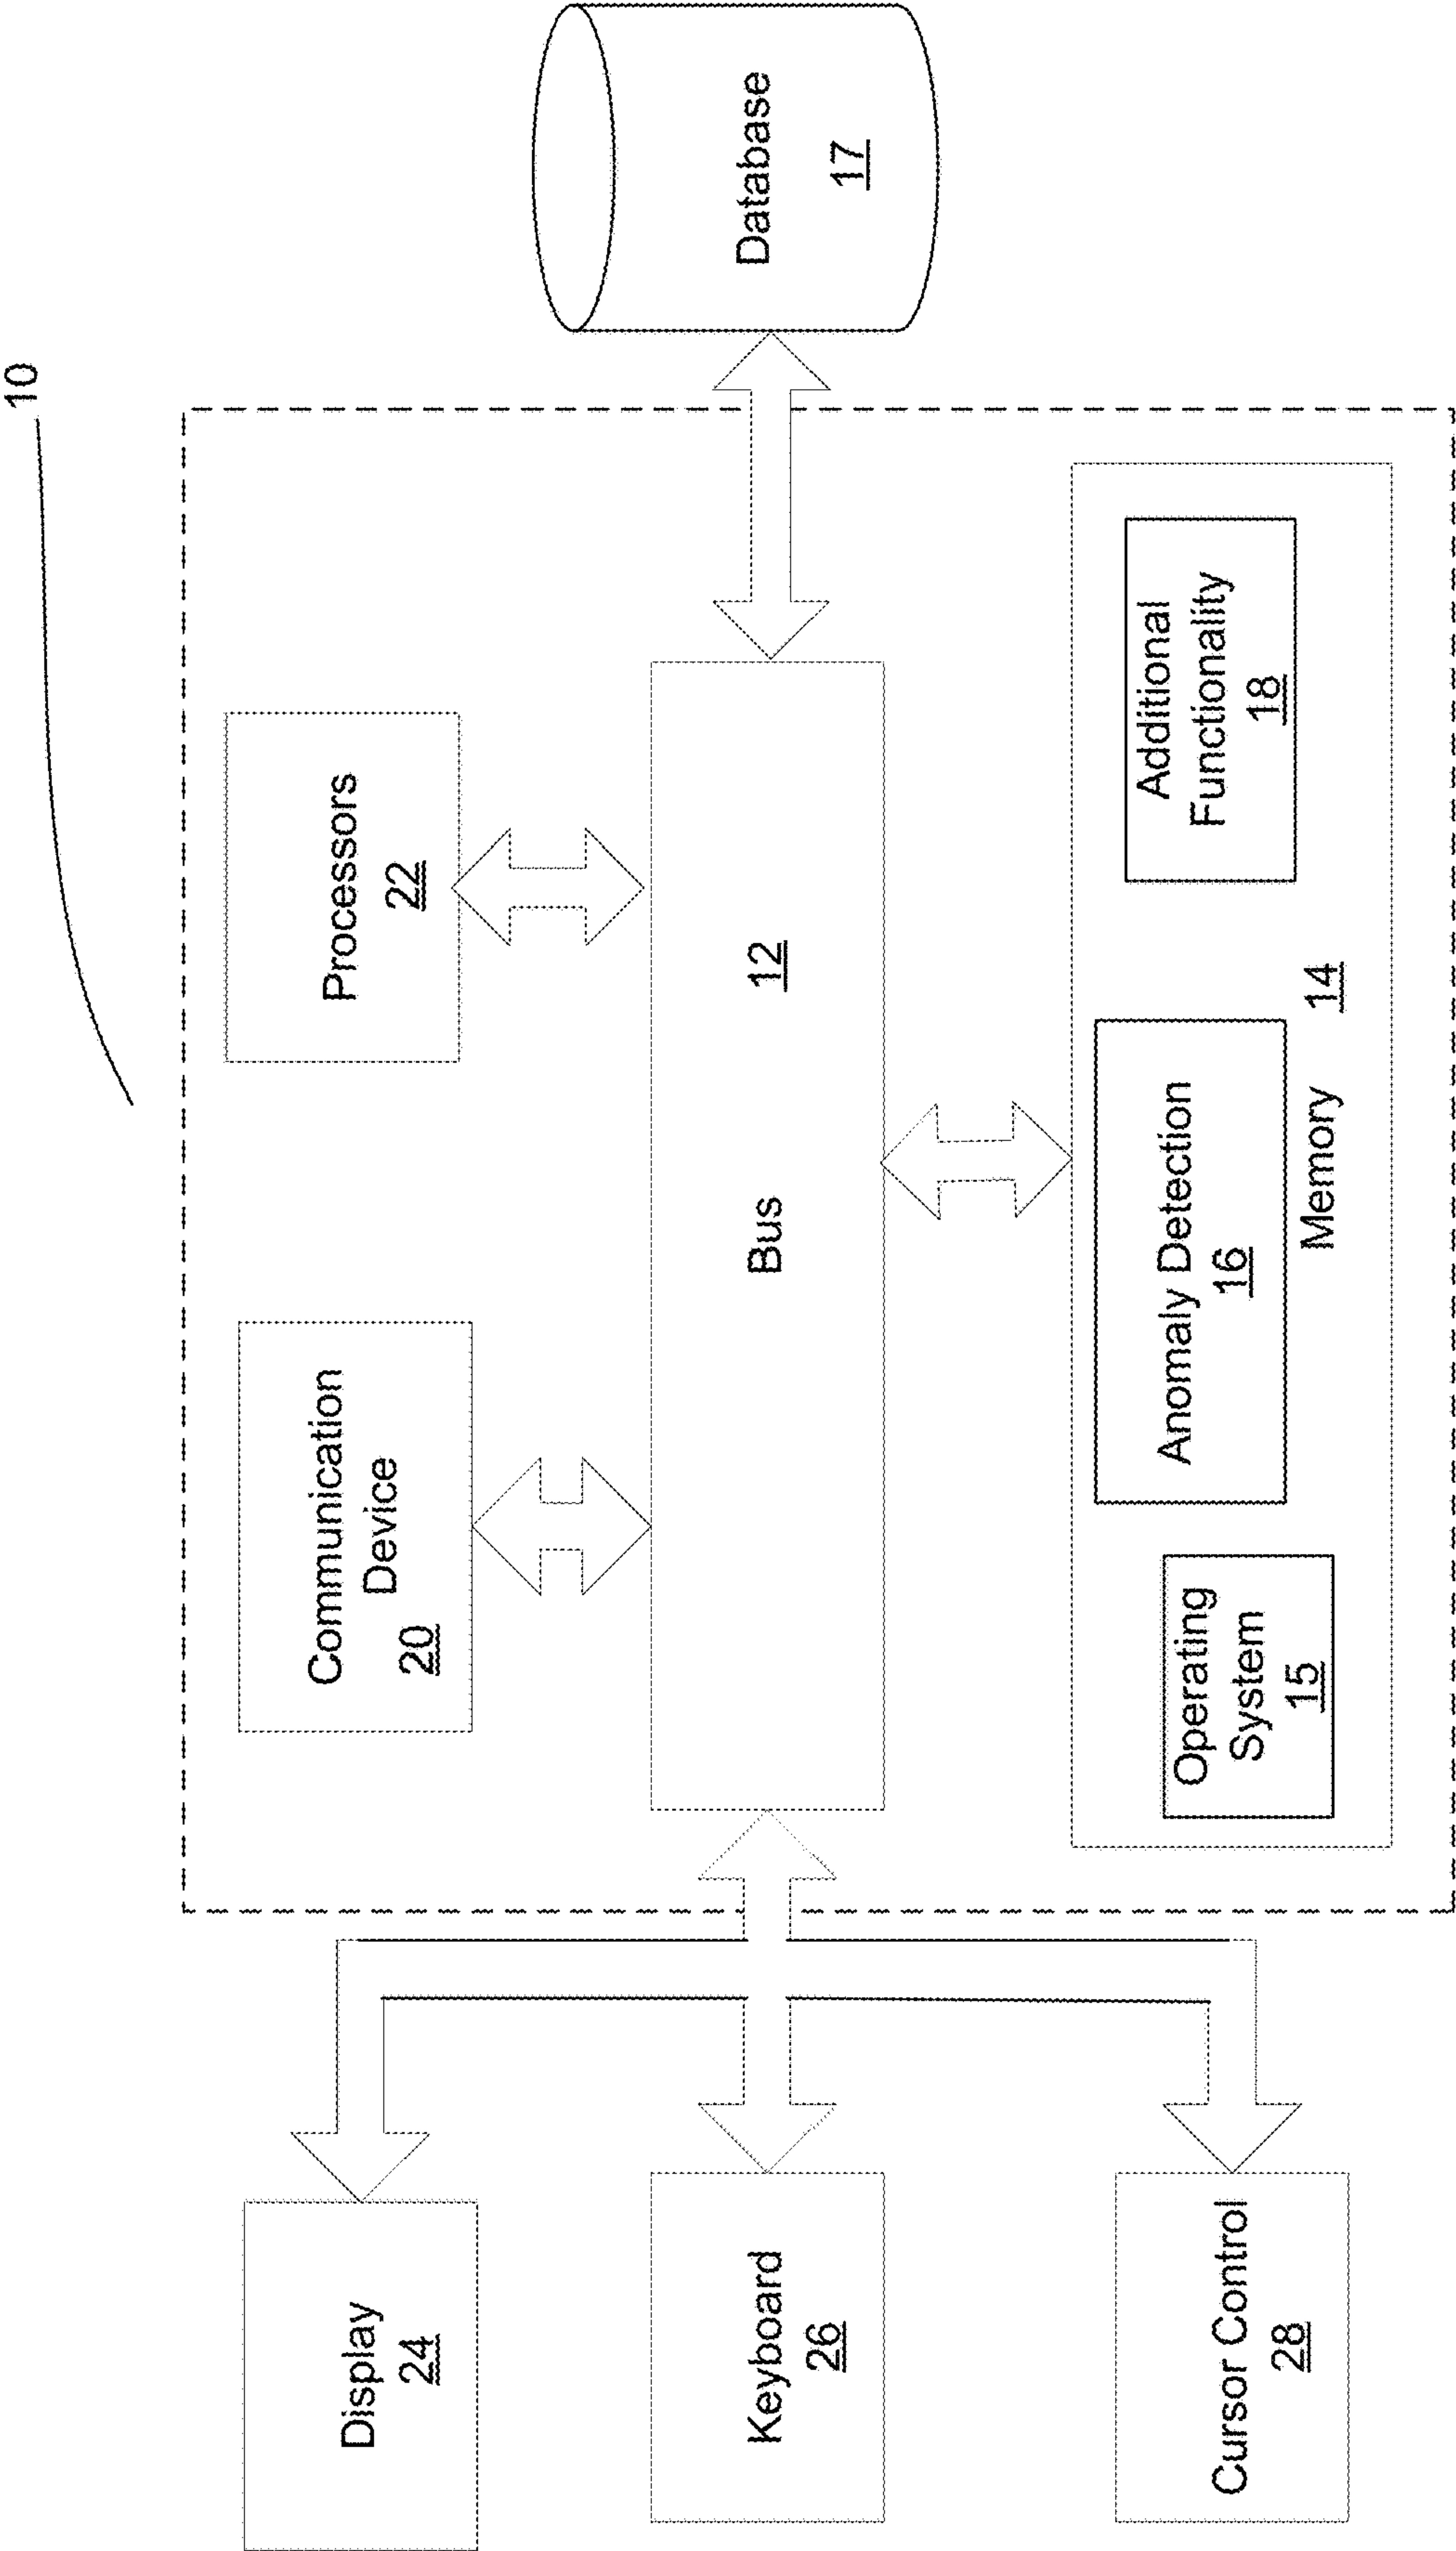 10
Display
24
Communication
Device
20
Processors
22
Keyboard
26
Bus
12
Database
17
Cursor Control
28
Operating
System
15
Anomaly Detection
16
Additional
Functionality
18
Memory
14